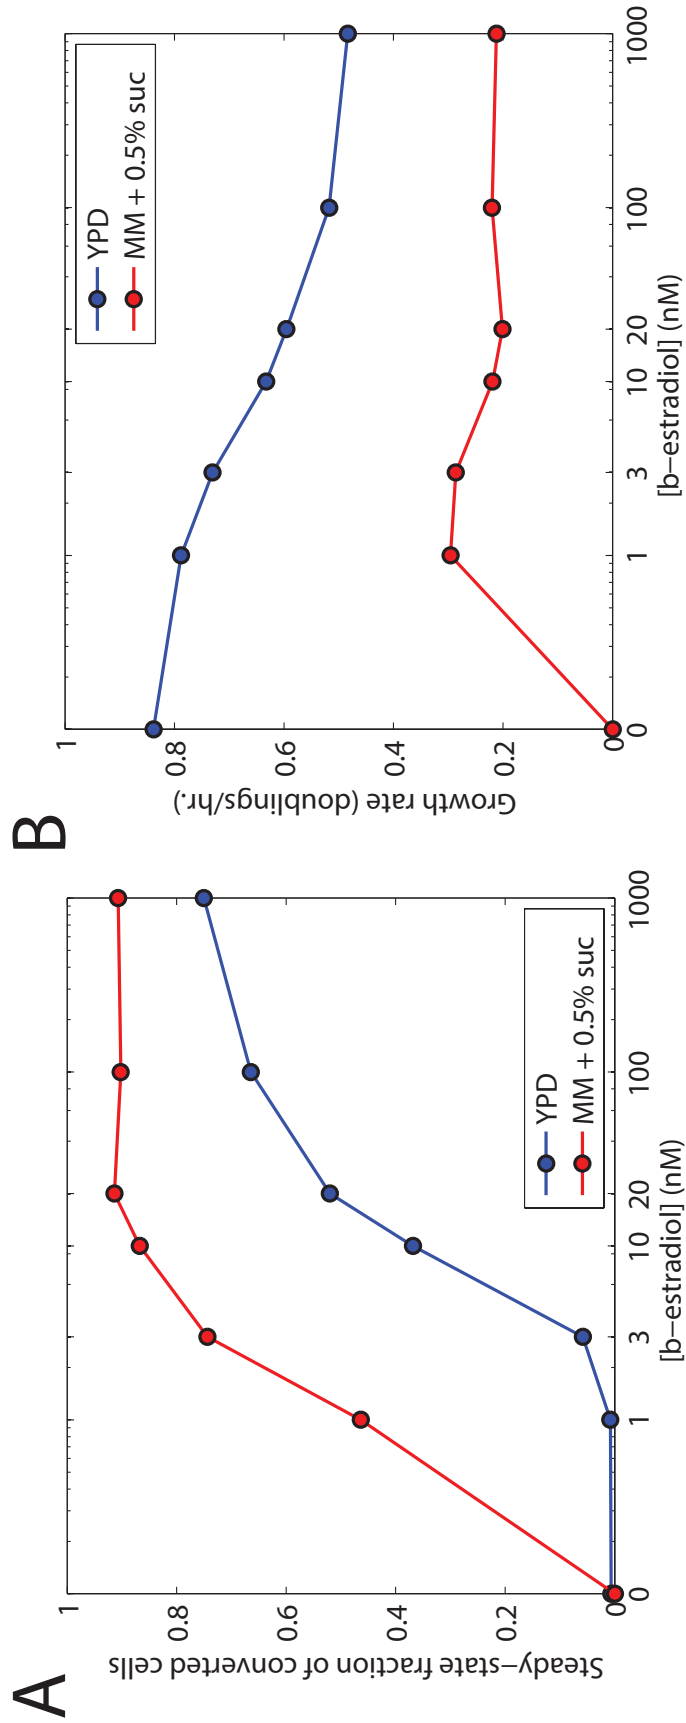 A
Steady−state fraction of converted cells
1
0.8
0.6
0.4
0.2
0
0
1
3
10
20
100
1000
[b−estradiol] (nM)
YPD
MM + 0.5% suc
B
Growth rate (doublings/hr.)
1
0.8
0.6
0.4
0.2
0
0
1
3
10
20
100
1000
[b−estradiol] (nM)
YPD
MM + 0.5% suc